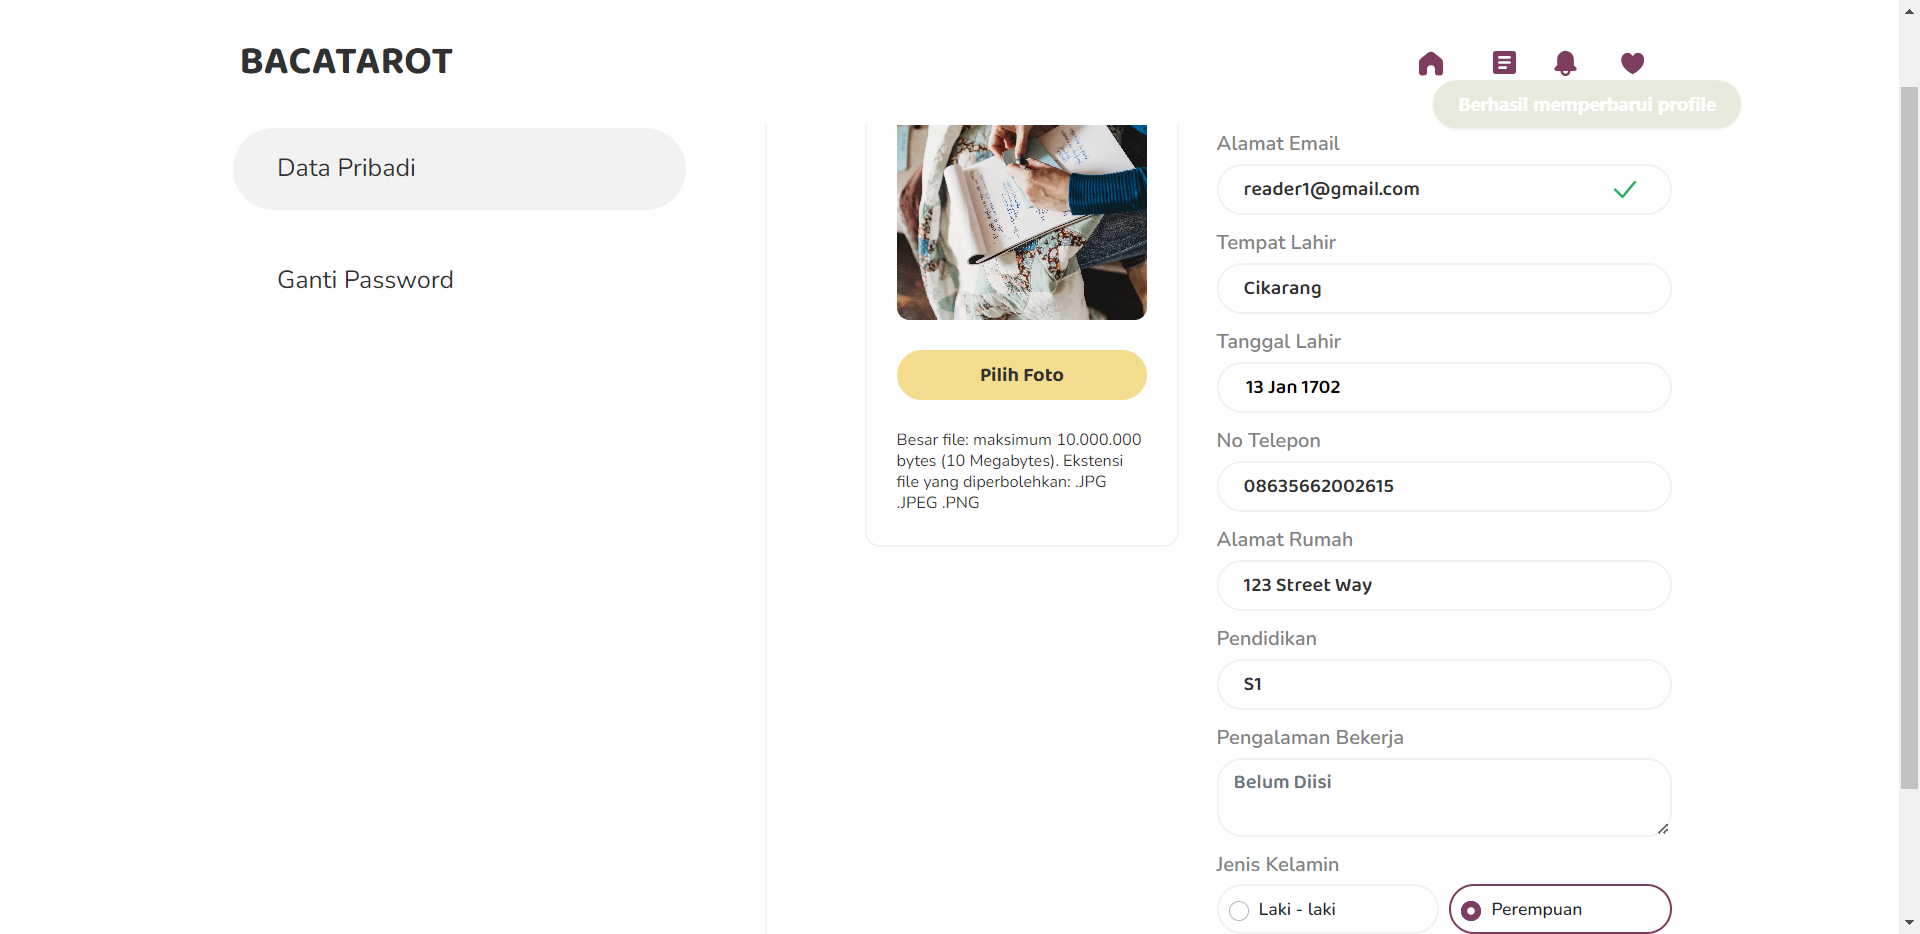 BACATAROT
Berhasil memperbarui profile
Data Pribadi
Ganti Password
Pilih Foto
Besar file: maksimum 10.000.000
bytes (10 Megabytes). Ekstensi
file yang diperbolehkan: .JPG
.JPEG .PNG
Alamat Email
reader1@gmail.com
Tempat Lahir
Cikarang
Tanggal Lahir
13 Jan 1702
No Telepon
08635662002615
Alamat Rumah
123 Street Way
Pendidikan
S1
Pengalaman Bekerja
Belum Diisi
Jenis Kelamin
Laki - laki
Perempuan